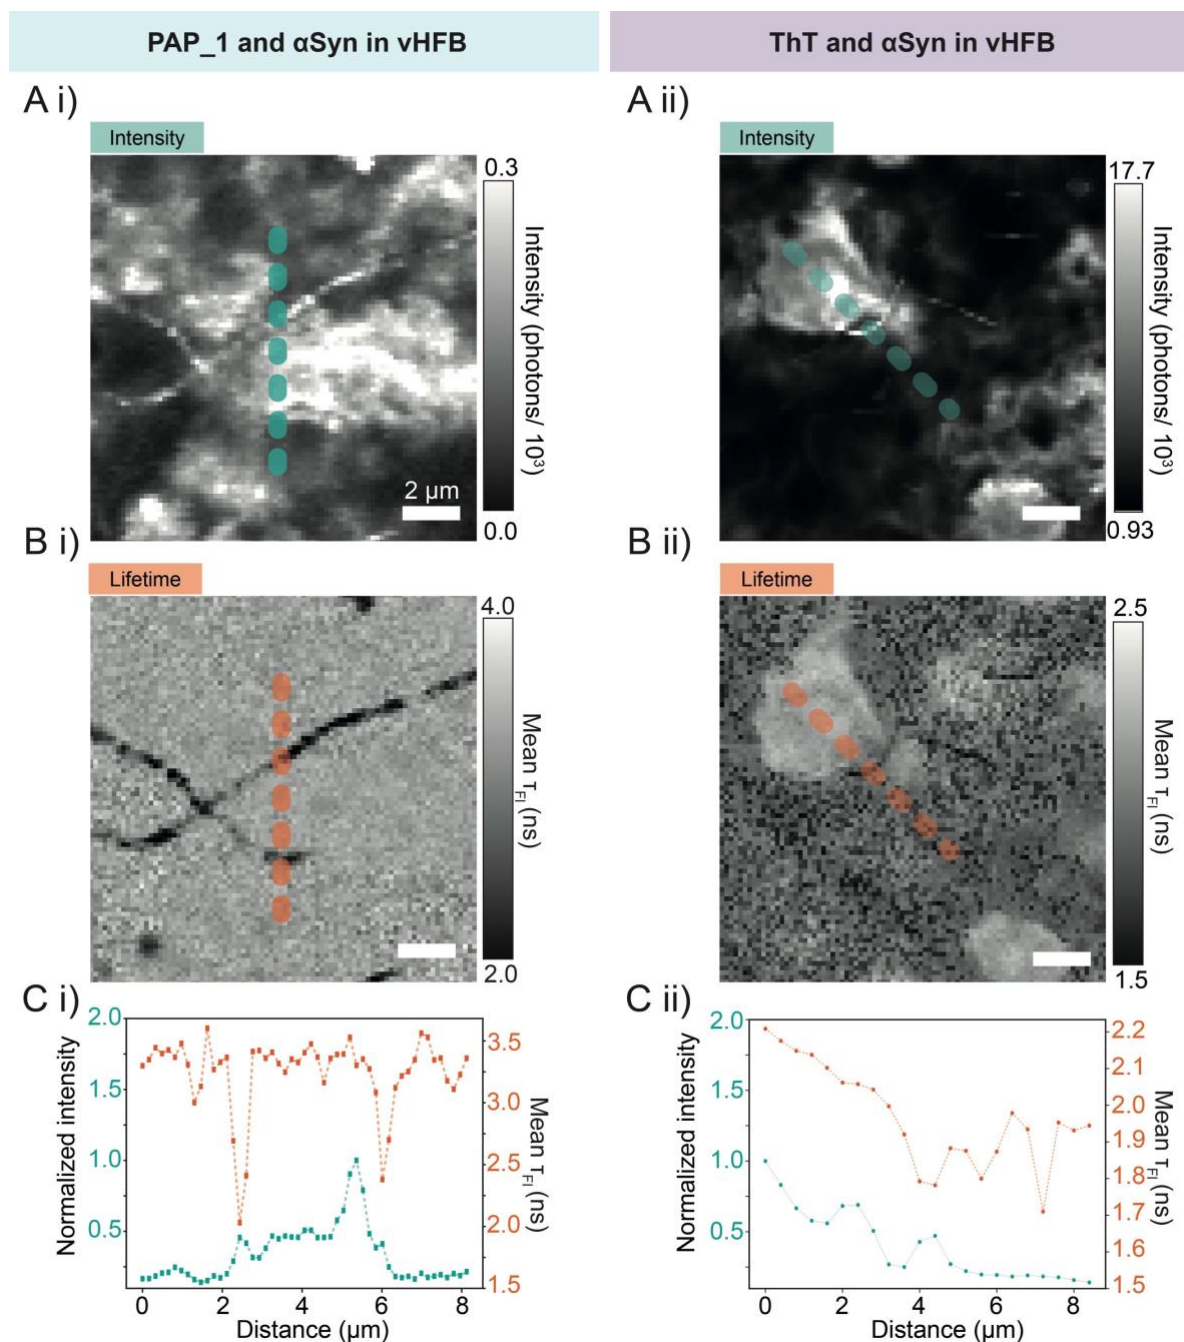 PAP_1 and αSyn in vHFB
ThT and αSyn in vHFB
A i)
A ii)
Intensity
Intensity
0.3
0.0
Intensity (photons/ 10³)
17.7
0.93
Intensity (photons/ 10³)
2 µm
B i)
B ii)
Lifetime
Lifetime
4.0
2.0
Mean τFl (ns)
2.5
1.5
Mean τFl (ns)
C i)
C ii)
Normalized intensity
2.0
1.5
1.0
0.5
3.5
3.0
2.5
2.0
1.5
Mean τFl (ns)
0 2 4 6 8
Distance (µm)
Normalized intensity
2.0
1.5
1.0
0.5
2.2
2.1
2.0
1.9
1.8
1.7
1.6
1.5
Mean τFl (ns)
0 2 4 6 8
Distance (µm)